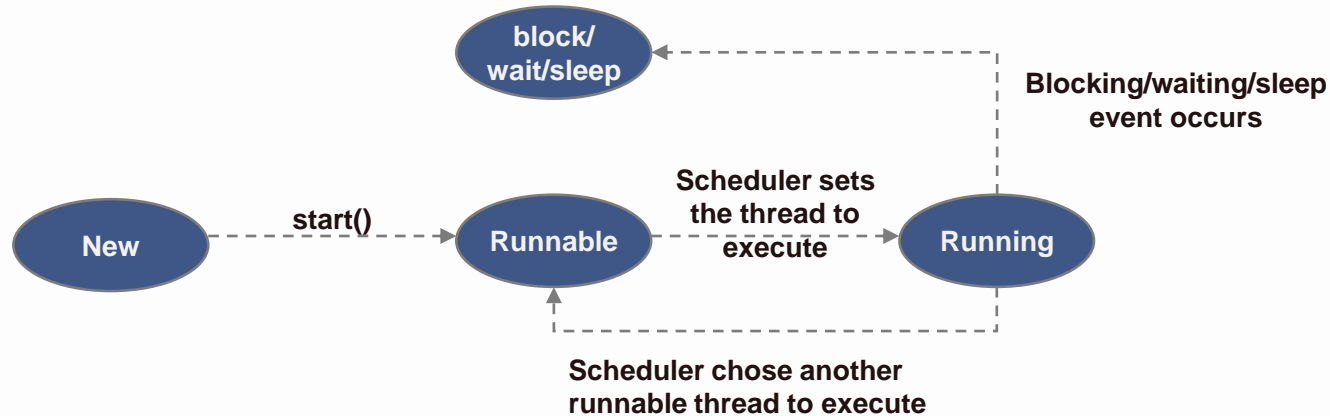 block/
wait/sleep
Blocking/waiting/sleep
event occurs
New
start()
Runnable
Scheduler sets
the thread to
execute
Running
Scheduler chose another
runnable thread to execute